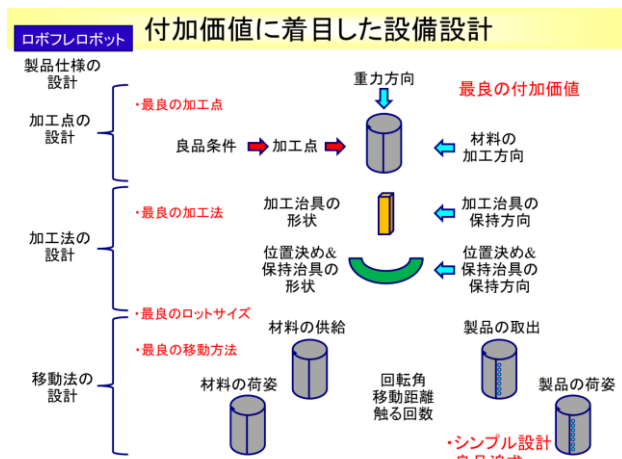 ロボフレロボット
付加価値に着目した設備設計
製品仕様の
設計
重力方向
最良の付加価値
・最良の加工点
加工点の
設計
良品条件
加工点
材料の
加工方向
・最良の加工法
加工治具の
形状
加工治具の
保持方向
加工法の
設計
位置決め&
保持治具の
形状
位置決め&
保持治具の
保持方向
・最良のロットサイズ
材料の供給
製品の取出
・最良の移動方法
移動法の
設計
材料の荷姿
回転角
移動距離
触る回数
製品の荷姿
・シンプル設計